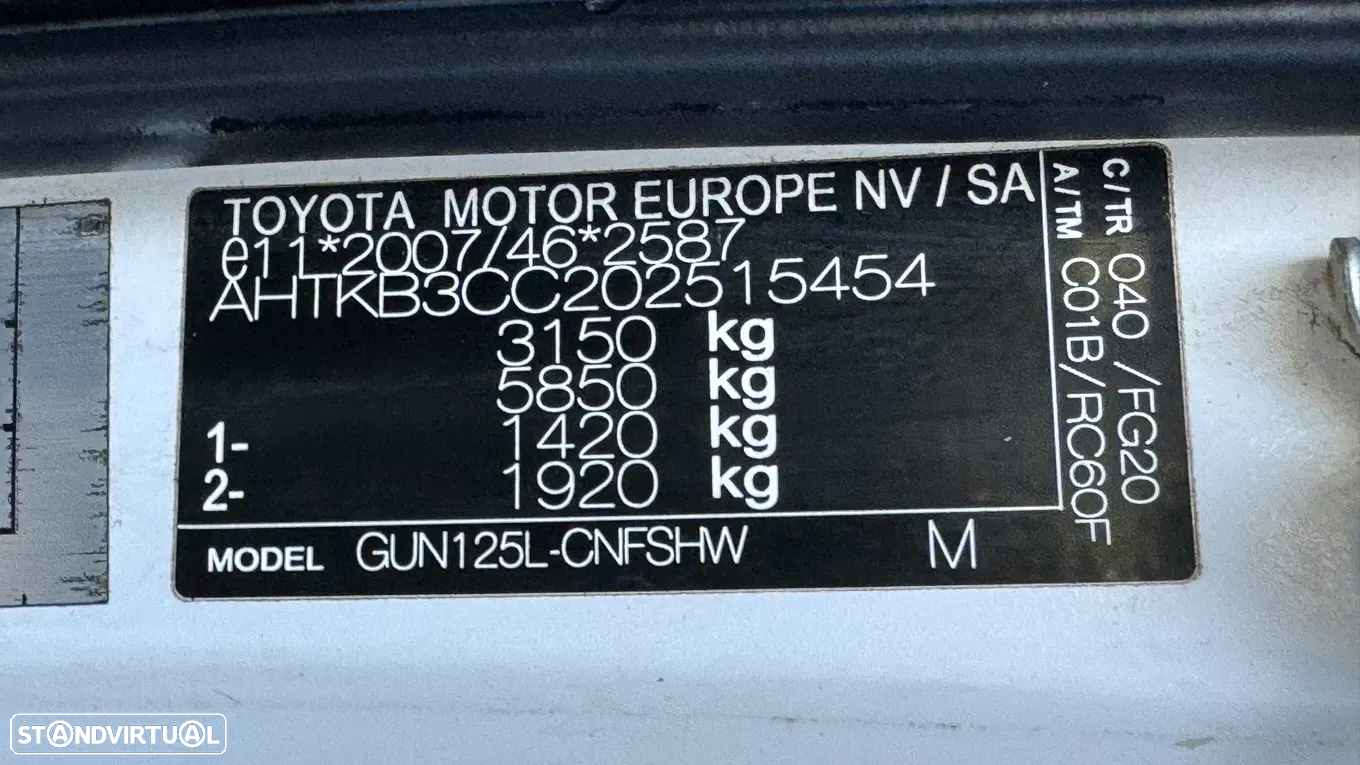 TOYOTA MOTOR EUROPE NV / SA
e11*2007/46*2587
AHTKB3CC202515454
3150 kg
5850 kg
1- 1420 kg
2- 1920 kg
MODEL GUN125L-CNFSHW M
C/TR 040 /FG20
A/TM C01B/RC60F
STANDVIRTUAL